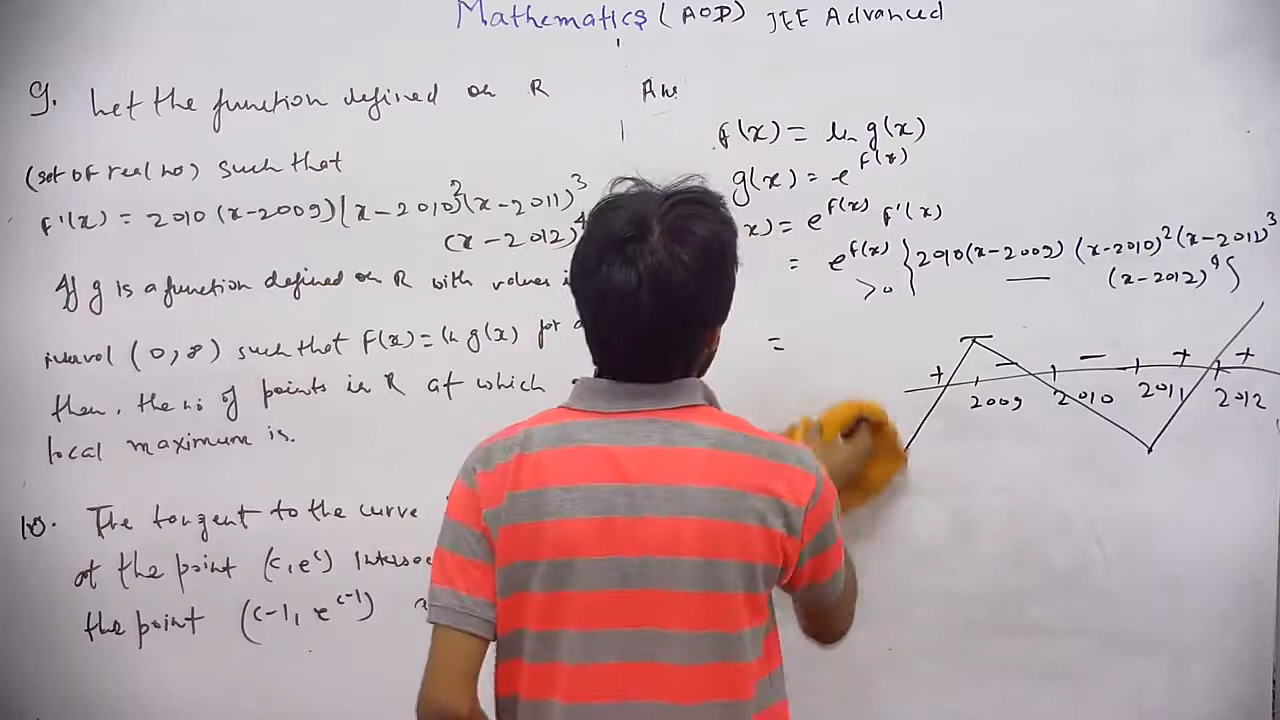 Mathematics (AOD) JEE Advanced
9. Let the function defined on R
(set of real no) such that
f'(x) = 2010 (x-2009)(x-2010)²(x-2011)³
(x-2012)⁴
If g is a function defined on R with values
interval (0,∞) such that f(x) = ln g(x) for
then, the no of points in R at which
local maximum is.
10. The tangent to the curve
at the point (c, eᶜ)
the point (c-1, eᶜ⁻¹)
Ans
f(x) = ln g(x)
g(x) = e^f(x)
x) = e^f(x) f'(x)
= e^f(x) {2010(x-2009) (x-2010)²(x-2011)³
>0 (x-2012)⁴}
=
+ - - + +
2009 2010 2011 2012